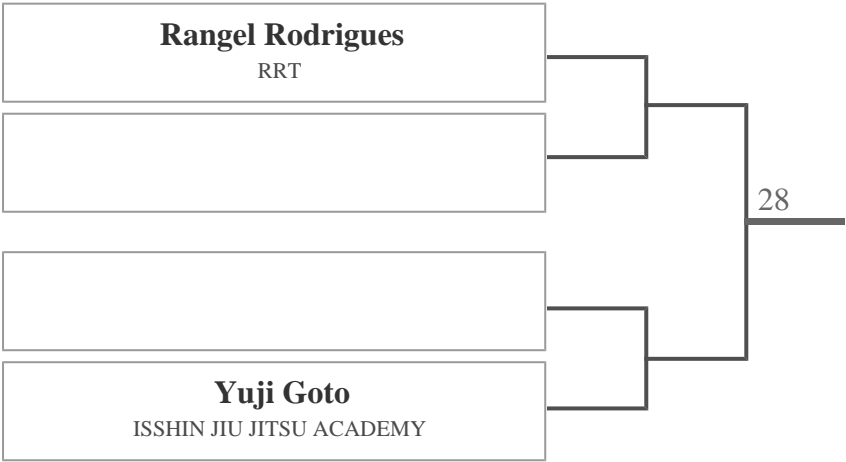 Rangel Rodrigues
RRT
28
Yuji Goto
ISSHIN JIU JITSU ACADEMY